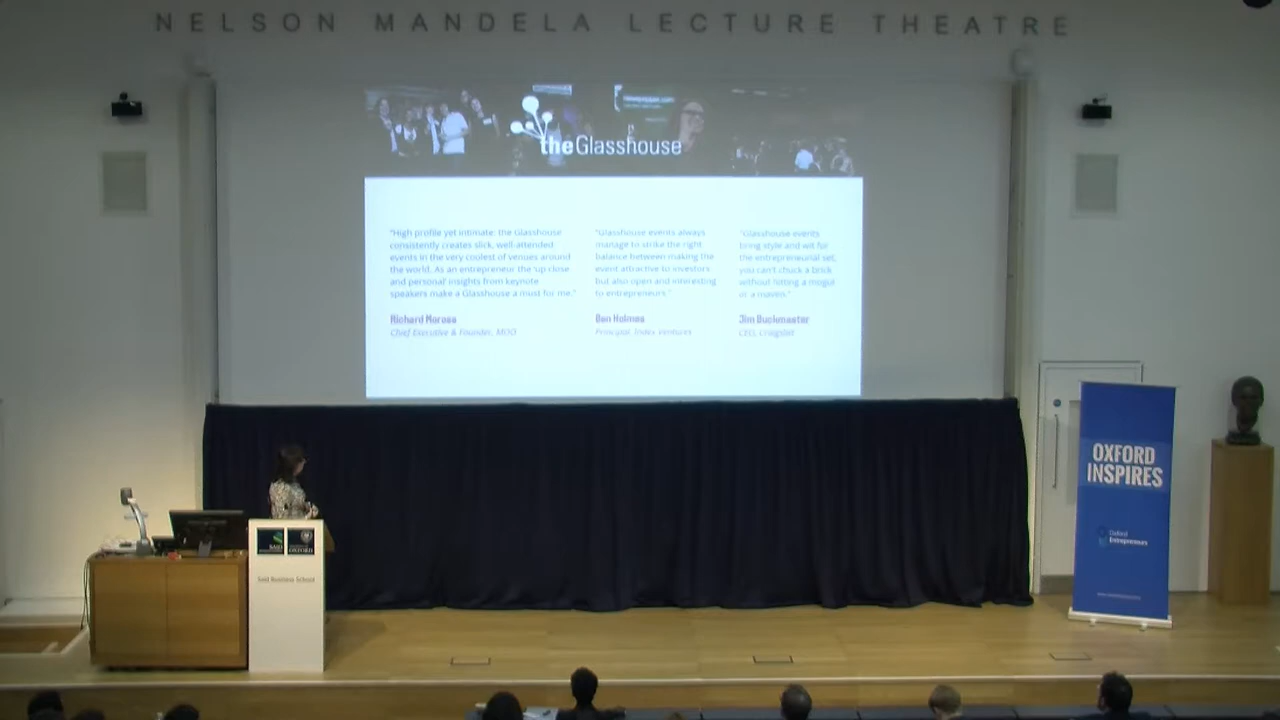 NELSON MANDELA LECTURE THEATRE
theGlasshouse
"High profile yet intimate: the Glasshouse
consistently creates slick, well-attended
events in the very coolest of venues around
the world. As an entrepreneur the 'up close
and personal' insights from keynote
speakers make a Glasshouse a must for me."
Richard Moross
Chief Executive & Founder, MOO
"Glasshouse events always
manage to strike the right
balance between making the
event attractive to investors
but also open and interesting
to entrepreneurs."
Ben Holmes
Principal, Index Ventures
"Glasshouse events
bring style and wit for
the entrepreneurial set,
you can't chuck a brick
without hitting a mogul
or a maven."
Jim Buckmaster
CEO, Craigslist
OXFORD
INSPIRES
Oxford
Entrepreneurs
SAID
OXFORD
Saïd Business School